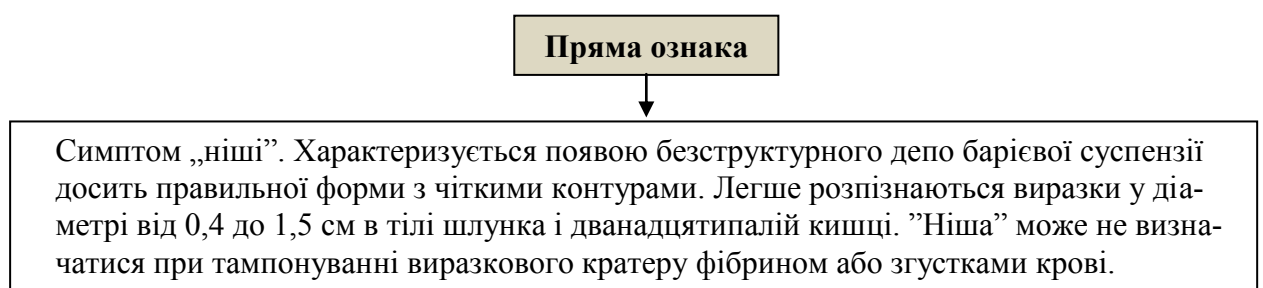 Пряма ознака
Симптом „ніші”. Характеризується появою безструктурного депо барієвої суспензії
досить правильної форми з чіткими контурами. Легше розпізнаються виразки у діа-
метрі від 0,4 до 1,5 см в тілі шлунка і дванадцятипалій кишці. ”Ніша” може не визна-
чатися при тампонуванні виразкового кратеру фібрином або згустками крові.